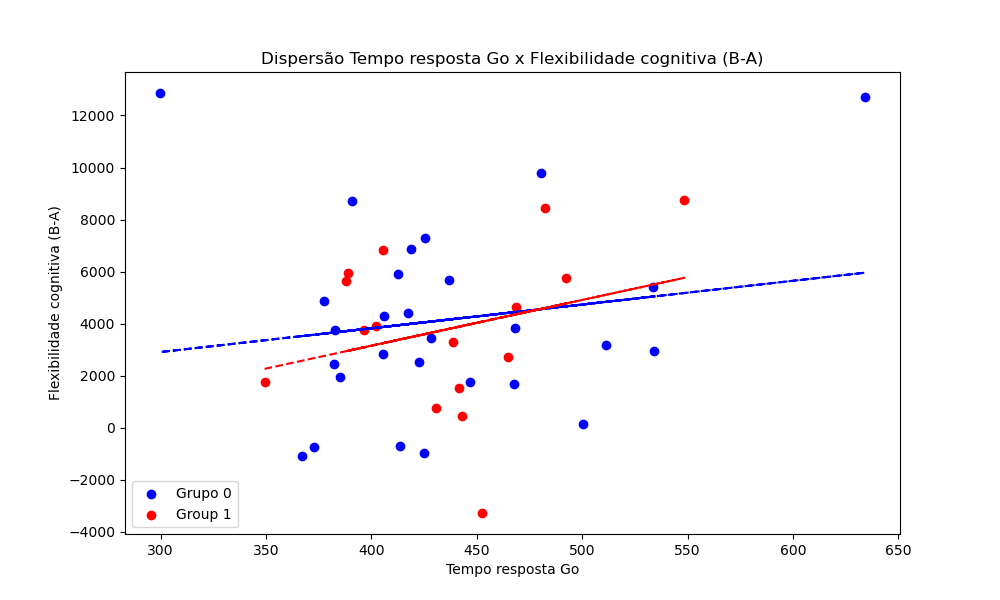 Dispersão Tempo resposta Go x Flexibilidade cognitiva (B-A)
Flexibilidade cognitiva (B-A)
12000
10000
8000
6000
4000
2000
0
−2000
−4000
Grupo 0
Group 1
300 350 400 450 500 550 600 650
Tempo resposta Go